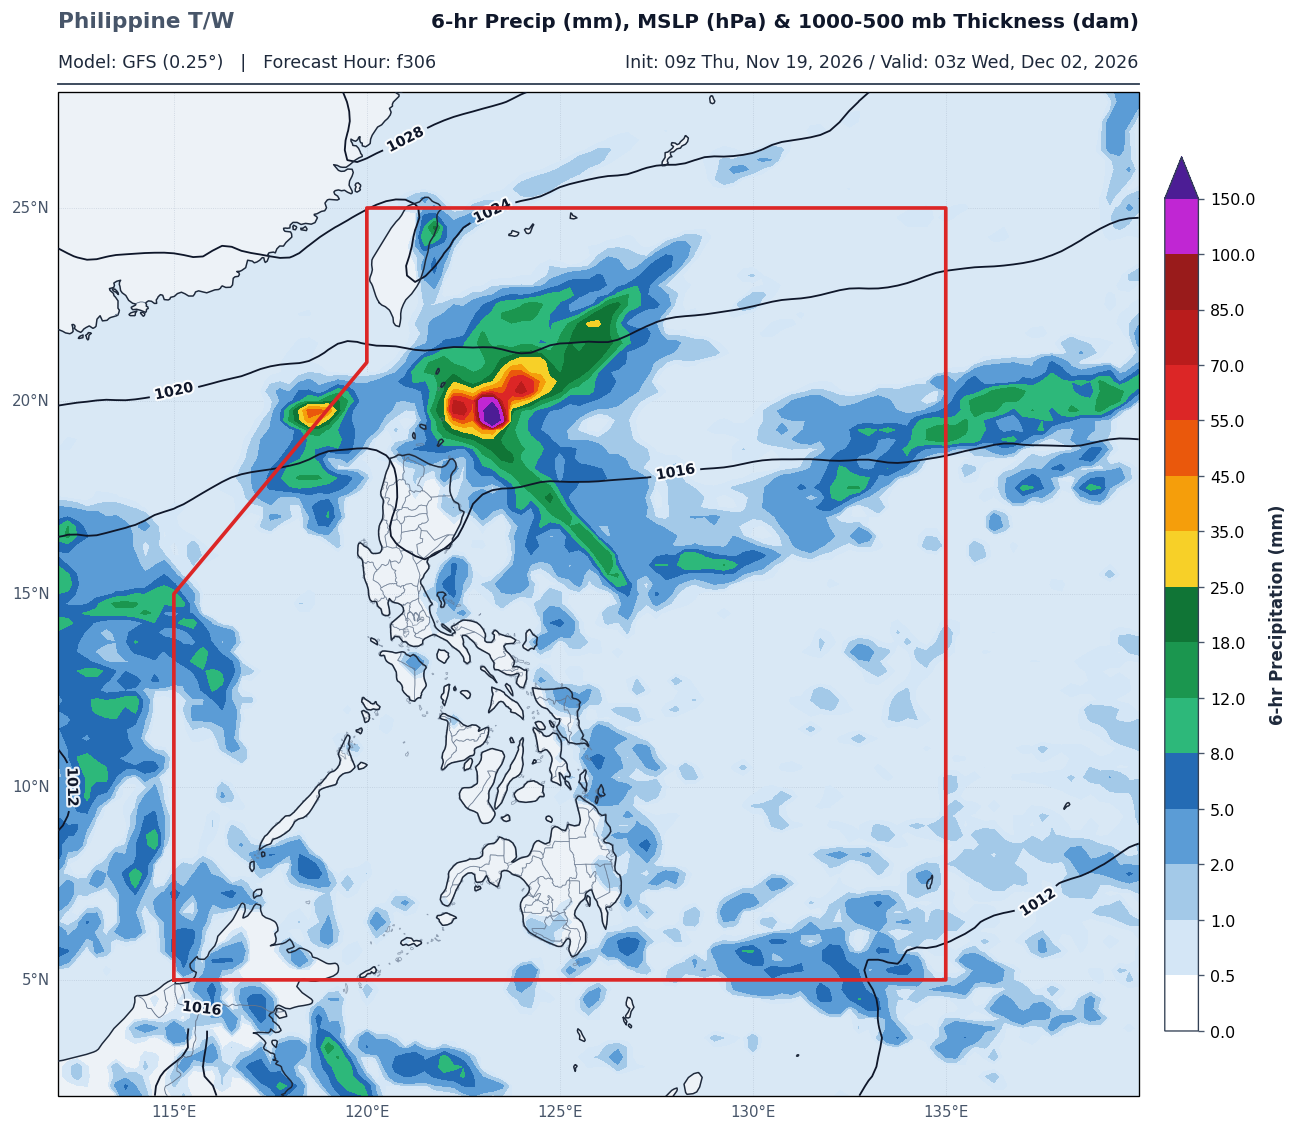 Philippine T/W
6-hr Precip (mm), MSLP (hPa) & 1000-500 mb Thickness (dam)
Model: GFS (0.25°) | Forecast Hour: f306
Init: 09z Thu, Nov 19, 2026 / Valid: 03z Wed, Dec 02, 2026
1028
1024
1020
1016
1012
1012
1016
25°N
20°N
15°N
10°N
5°N
115°E
120°E
125°E
130°E
135°E
150.0
100.0
85.0
70.0
55.0
45.0
35.0
25.0
18.0
12.0
8.0
5.0
2.0
1.0
0.5
0.0
6-hr Precipitation (mm)